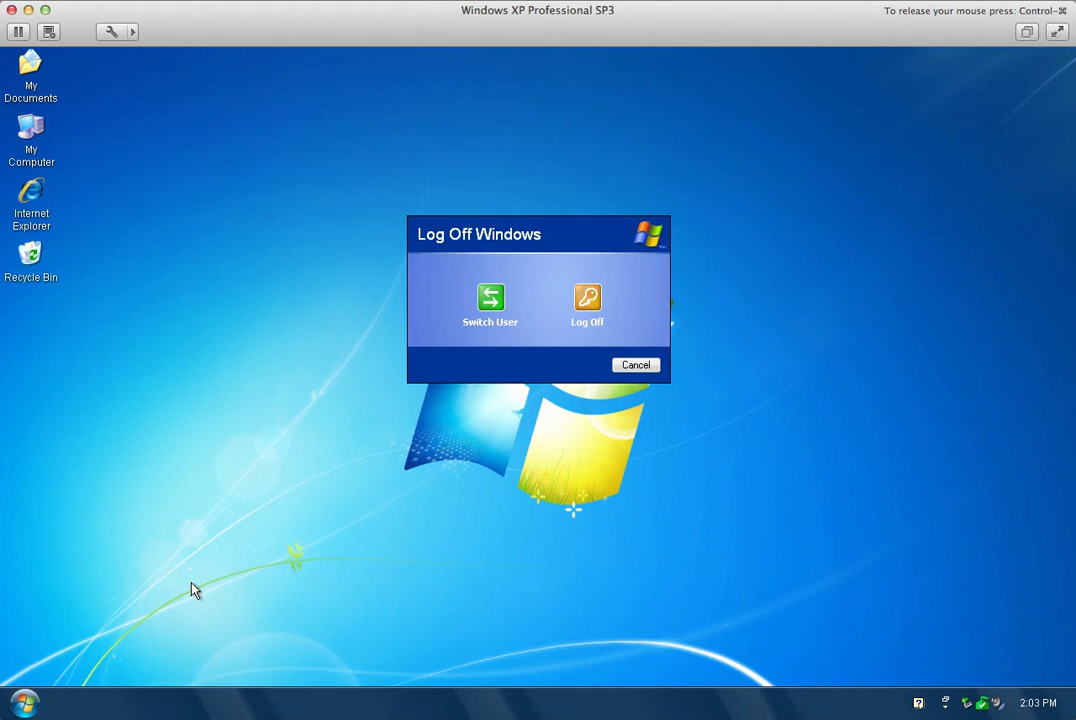 Windows XP Professional SP3
To release your mouse press: Control-⌘
My
Documents
My
Computer
Internet
Explorer
Recycle Bin
Log Off Windows
Switch User
Log Off
Cancel
2:03 PM